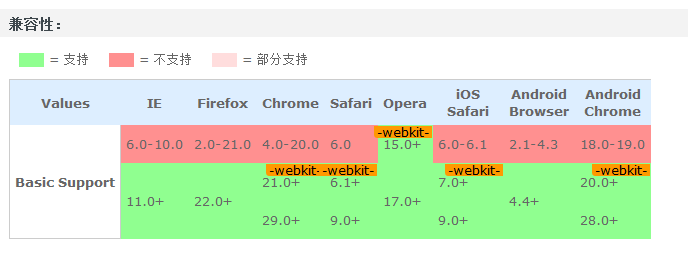 兼容性：
= 支持 = 不支持 = 部分支持
Values IE Firefox Chrome Safari Opera iOS Safari Android Browser Android Chrome
-webkit-
6.0-10.0 2.0-21.0 4.0-20.0 6.0 15.0+ 6.0-6.1 2.1-4.3 18.0-19.0
-webkit- -webkit- -webkit- -webkit-
21.0+ 6.1+ 7.0+ 20.0+
Basic Support
11.0+ 22.0+ 17.0+ 4.4+
29.0+ 9.0+ 9.0+ 28.0+